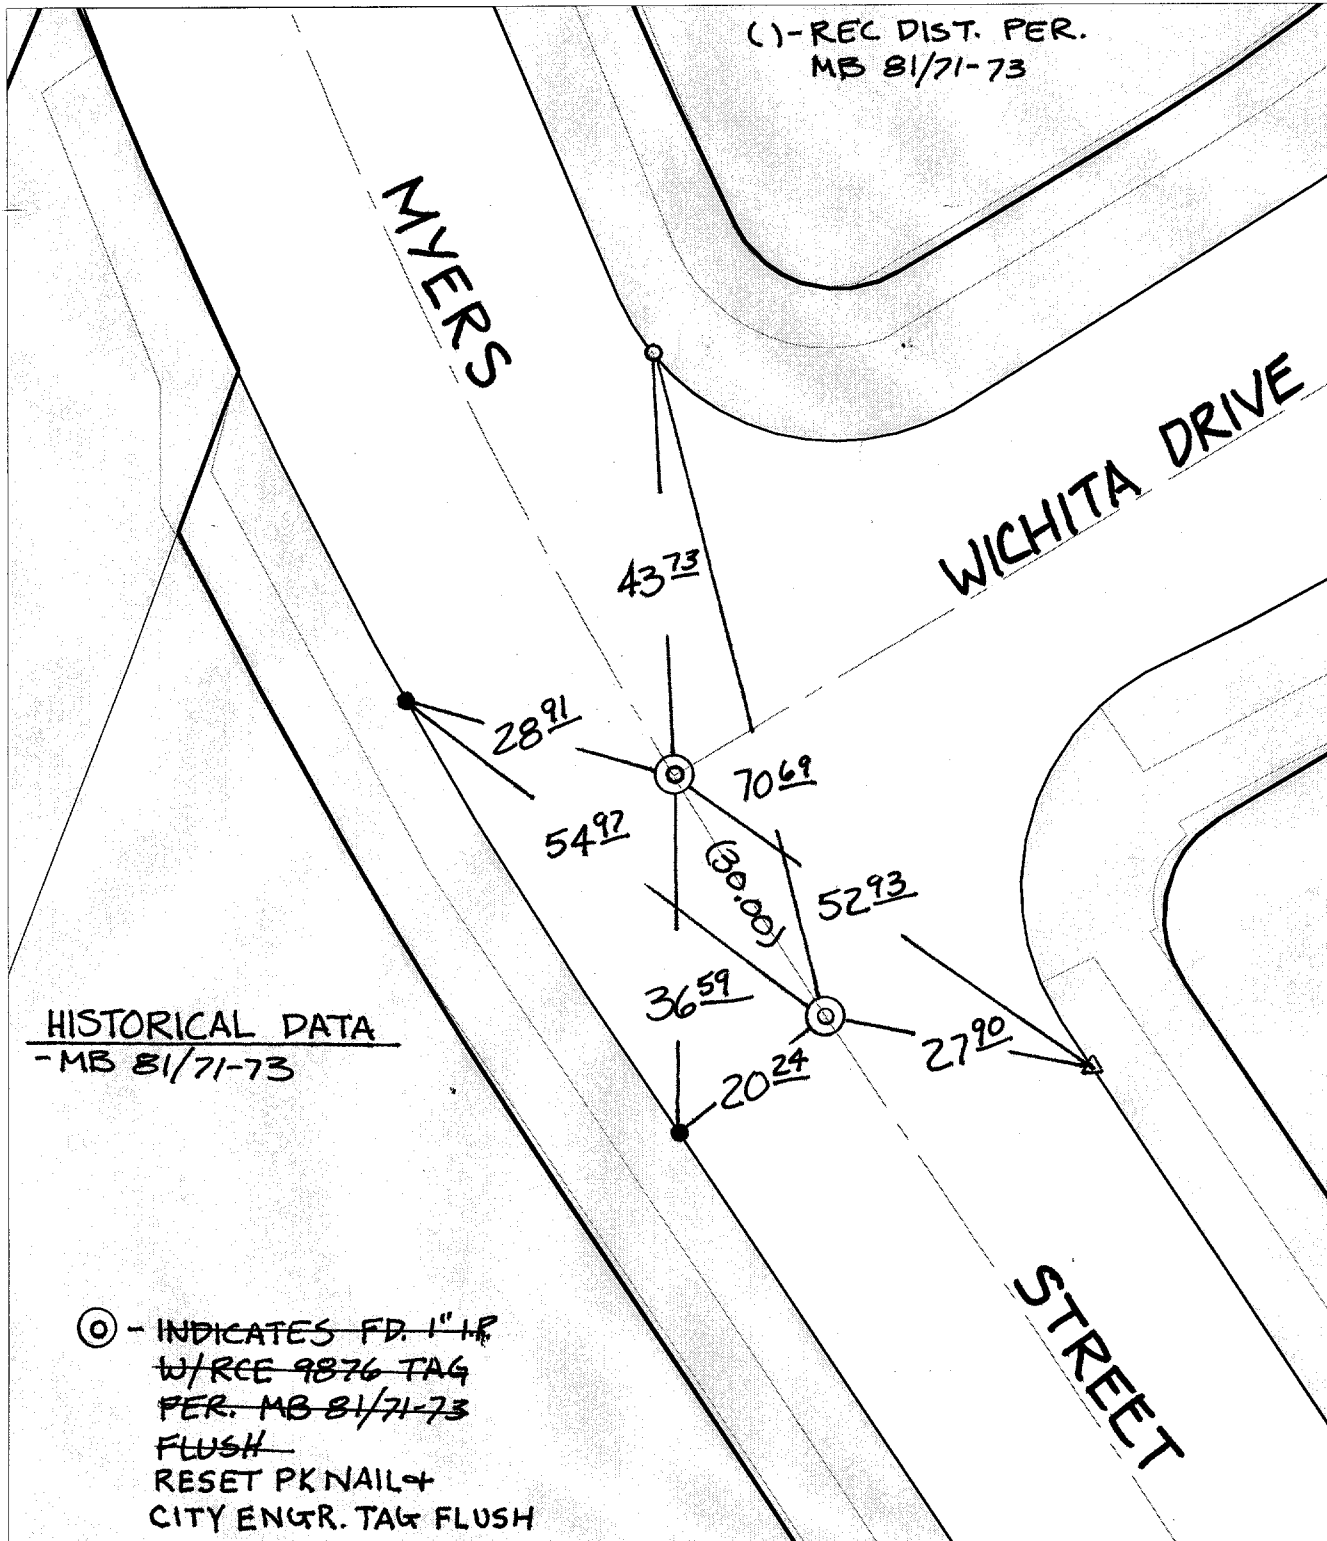 ( )-REC DIST. PER.
MB 81/71-73
MYERS
WICHITA DRIVE
43 73
28 91
70 69
54 97
(30.00)
52 93
36 59
27 90
20 24
HISTORICAL DATA
- MB 81/71-73
- INDICATES FD. 1" I.P
W/RCE 9876 TAG
PER. MB 81/71-73
FLUSH
RESET PK NAIL &
CITY ENGR. TAG FLUSH
STREET